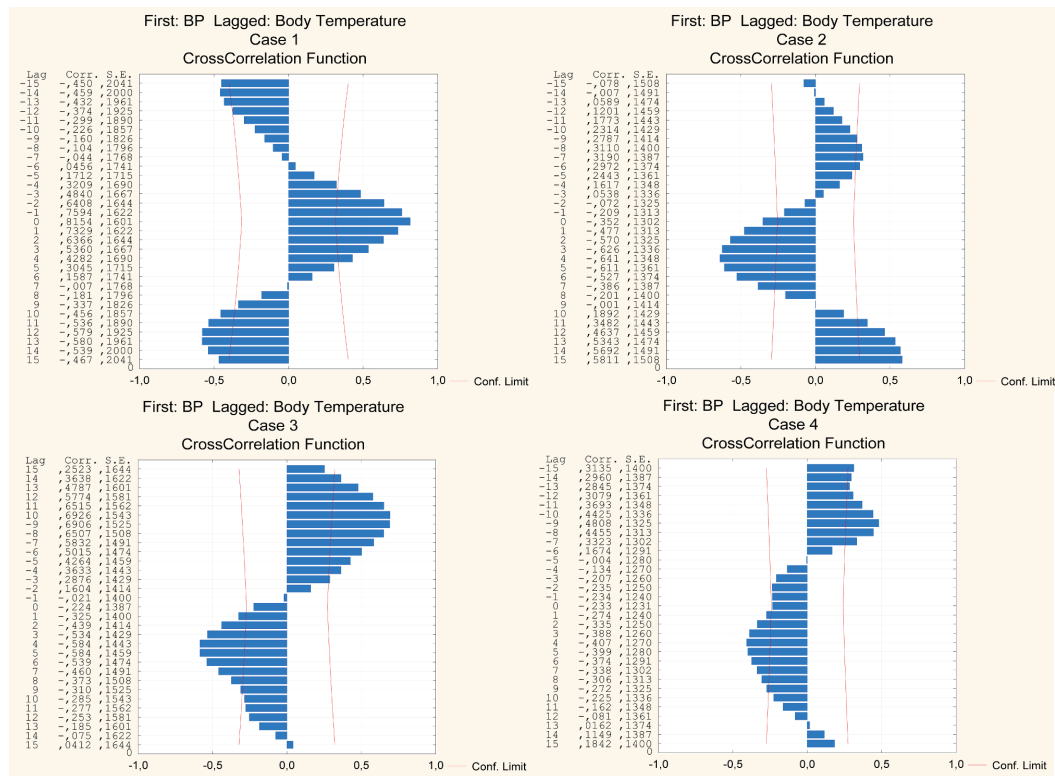 First: BP  Lagged: Body Temperature
Case 1
CrossCorrelation Function
Lag Corr. S.E.
-15 -,450 ,2041
-14 -,459 ,2000
-13 -,432 ,1961
-12 -,374 ,1925
-11 -,299 ,1890
-10 -,226 ,1857
-9 -,160 ,1826
-8 -,104 ,1796
-7 -,044 ,1768
-6 ,0456 ,1741
-5 ,1712 ,1715
-4 ,3209 ,1690
-3 ,4840 ,1667
-2 ,6408 ,1644
-1 ,7594 ,1622
0 ,8154 ,1601
1 ,7329 ,1622
2 ,6366 ,1644
3 ,5360 ,1667
4 ,4282 ,1690
5 ,3045 ,1715
6 ,1587 ,1741
7 -,007 ,1768
8 -,181 ,1796
9 -,337 ,1826
10 -,456 ,1857
11 -,536 ,1890
12 -,579 ,1925
13 -,580 ,1961
14 -,539 ,2000
15 -,467 ,2041
0
-1,0 -0,5 0,0 0,5 1,0
Conf. Limit
First: BP  Lagged: Body Temperature
Case 2
CrossCorrelation Function
Lag Corr. S.E.
-15 -,078 ,1508
-14 -,007 ,1491
-13 ,0589 ,1474
-12 ,1201 ,1459
-11 ,1773 ,1443
-10 ,2314 ,1429
-9 ,2787 ,1414
-8 ,3110 ,1400
-7 ,3190 ,1387
-6 ,2972 ,1374
-5 ,2443 ,1361
-4 ,1617 ,1348
-3 ,0538 ,1336
-2 -,072 ,1325
-1 -,209 ,1313
0 -,352 ,1302
1 -,477 ,1313
2 -,570 ,1325
3 -,626 ,1336
4 -,641 ,1348
5 -,611 ,1361
6 -,527 ,1374
7 -,386 ,1387
8 -,201 ,1400
9 -,001 ,1414
10 ,1892 ,1429
11 ,3482 ,1443
12 ,4637 ,1459
13 ,5343 ,1474
14 ,5692 ,1491
15 ,5811 ,1508
0
-1,0 -0,5 0,0 0,5 1,0
Conf. Limit
First: BP  Lagged: Body Temperature
Case 3
CrossCorrelation Function
Lag Corr. S.E.
15 ,2523 ,1644
14 ,3638 ,1622
13 ,4787 ,1601
12 ,5774 ,1581
11 ,6515 ,1562
-10 ,6926 ,1543
-9 ,6906 ,1525
-8 ,6507 ,1508
-7 ,5832 ,1491
-6 ,5015 ,1474
-5 ,4264 ,1459
-4 ,3633 ,1443
-3 ,2876 ,1429
-2 ,1604 ,1414
-1 -,021 ,1400
0 -,224 ,1387
1 -,325 ,1400
2 -,439 ,1414
3 -,534 ,1429
4 -,584 ,1443
5 -,584 ,1459
6 -,539 ,1474
7 -,460 ,1491
8 -,373 ,1508
9 -,310 ,1525
10 -,285 ,1543
11 -,277 ,1562
12 -,253 ,1581
13 -,185 ,1601
14 -,075 ,1622
15 ,0412 ,1644
0
-1,0 -0,5 0,0 0,5 1,0
Conf. Limit
First: BP  Lagged: Body Temperature
Case 4
CrossCorrelation Function
Lag Corr. S.E.
-15 ,3135 ,1400
-14 ,2960 ,1387
-13 ,2845 ,1374
-12 ,3079 ,1361
-11 ,3693 ,1348
-10 ,4425 ,1336
-9 ,4808 ,1325
-8 ,4455 ,1313
-7 ,3323 ,1302
-6 ,1674 ,1291
-5 -,004 ,1280
-4 -,134 ,1270
-3 -,207 ,1260
-2 -,235 ,1250
-1 -,234 ,1240
0 -,233 ,1231
1 -,274 ,1240
2 -,335 ,1250
3 -,388 ,1260
4 -,407 ,1270
5 -,399 ,1280
6 -,374 ,1291
7 -,338 ,1302
8 -,306 ,1313
9 -,272 ,1325
10 -,225 ,1336
11 -,162 ,1348
12 -,081 ,1361
13 ,0162 ,1374
14 ,1149 ,1387
15 ,1842 ,1400
0
-1,0 -0,5 0,0 0,5 1,0
Conf. Limit